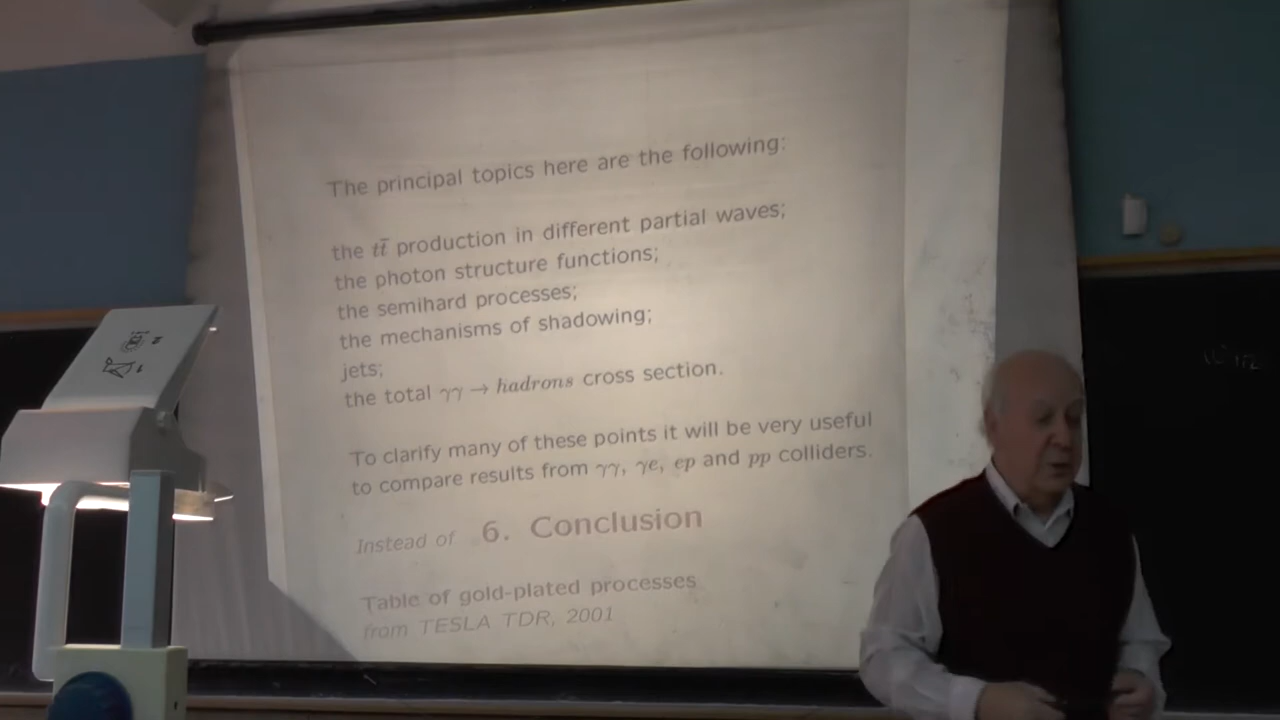 The principal topics here are the following:
the tt̄ production in different partial waves;
the photon structure functions;
the semihard processes;
the mechanisms of shadowing;
jets;
the total γγ → hadrons cross section.
To clarify many of these points it will be very useful
to compare results from γγ, γe, ep and pp colliders.
Instead of 6. Conclusion
Table of gold-plated processes
from TESLA TDR, 2001